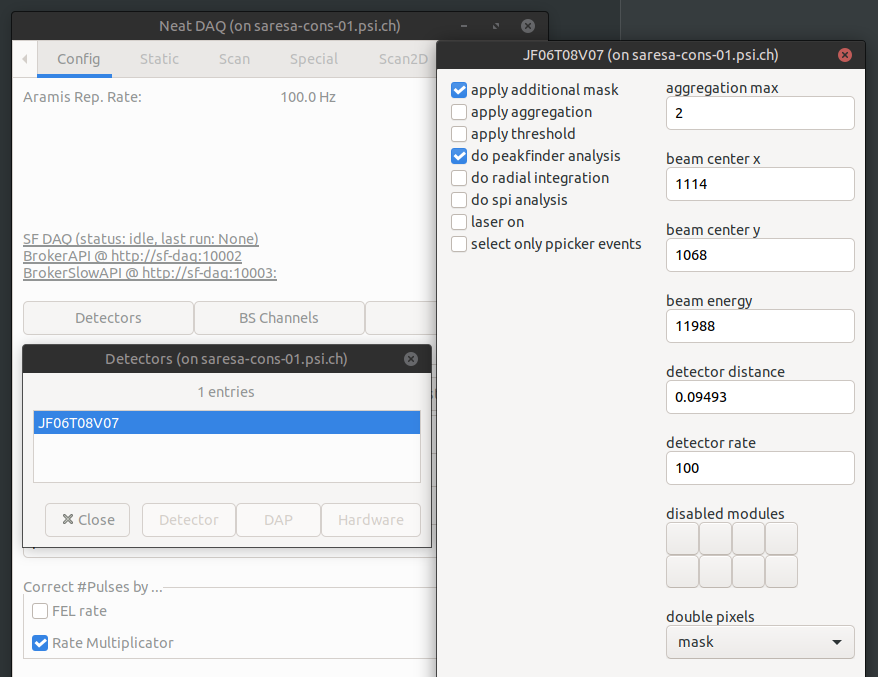 Neat DAQ (on saresa-cons-01.psi.ch)
Config Static Scan Special Scan2D
Aramis Rep. Rate: 100.0 Hz
SF DAQ (status: idle, last run: None)
BrokerAPI @ http://sf-daq:10002
BrokerSlowAPI @ http://sf-daq:10003:
Detectors BS Channels
Detectors (on saresa-cons-01.psi.ch)
1 entries
JF06T08V07
Close Detector DAP Hardware
Correct #Pulses by ...
FEL rate
Rate Multiplicator
JF06T08V07 (on saresa-cons-01.psi.ch)
apply additional mask
apply aggregation
apply threshold
do peakfinder analysis
do radial integration
do spi analysis
laser on
select only ppicker events
aggregation max
2
beam center x
1114
beam center y
1068
beam energy
11988
detector distance
0.09493
detector rate
100
disabled modules
double pixels
mask